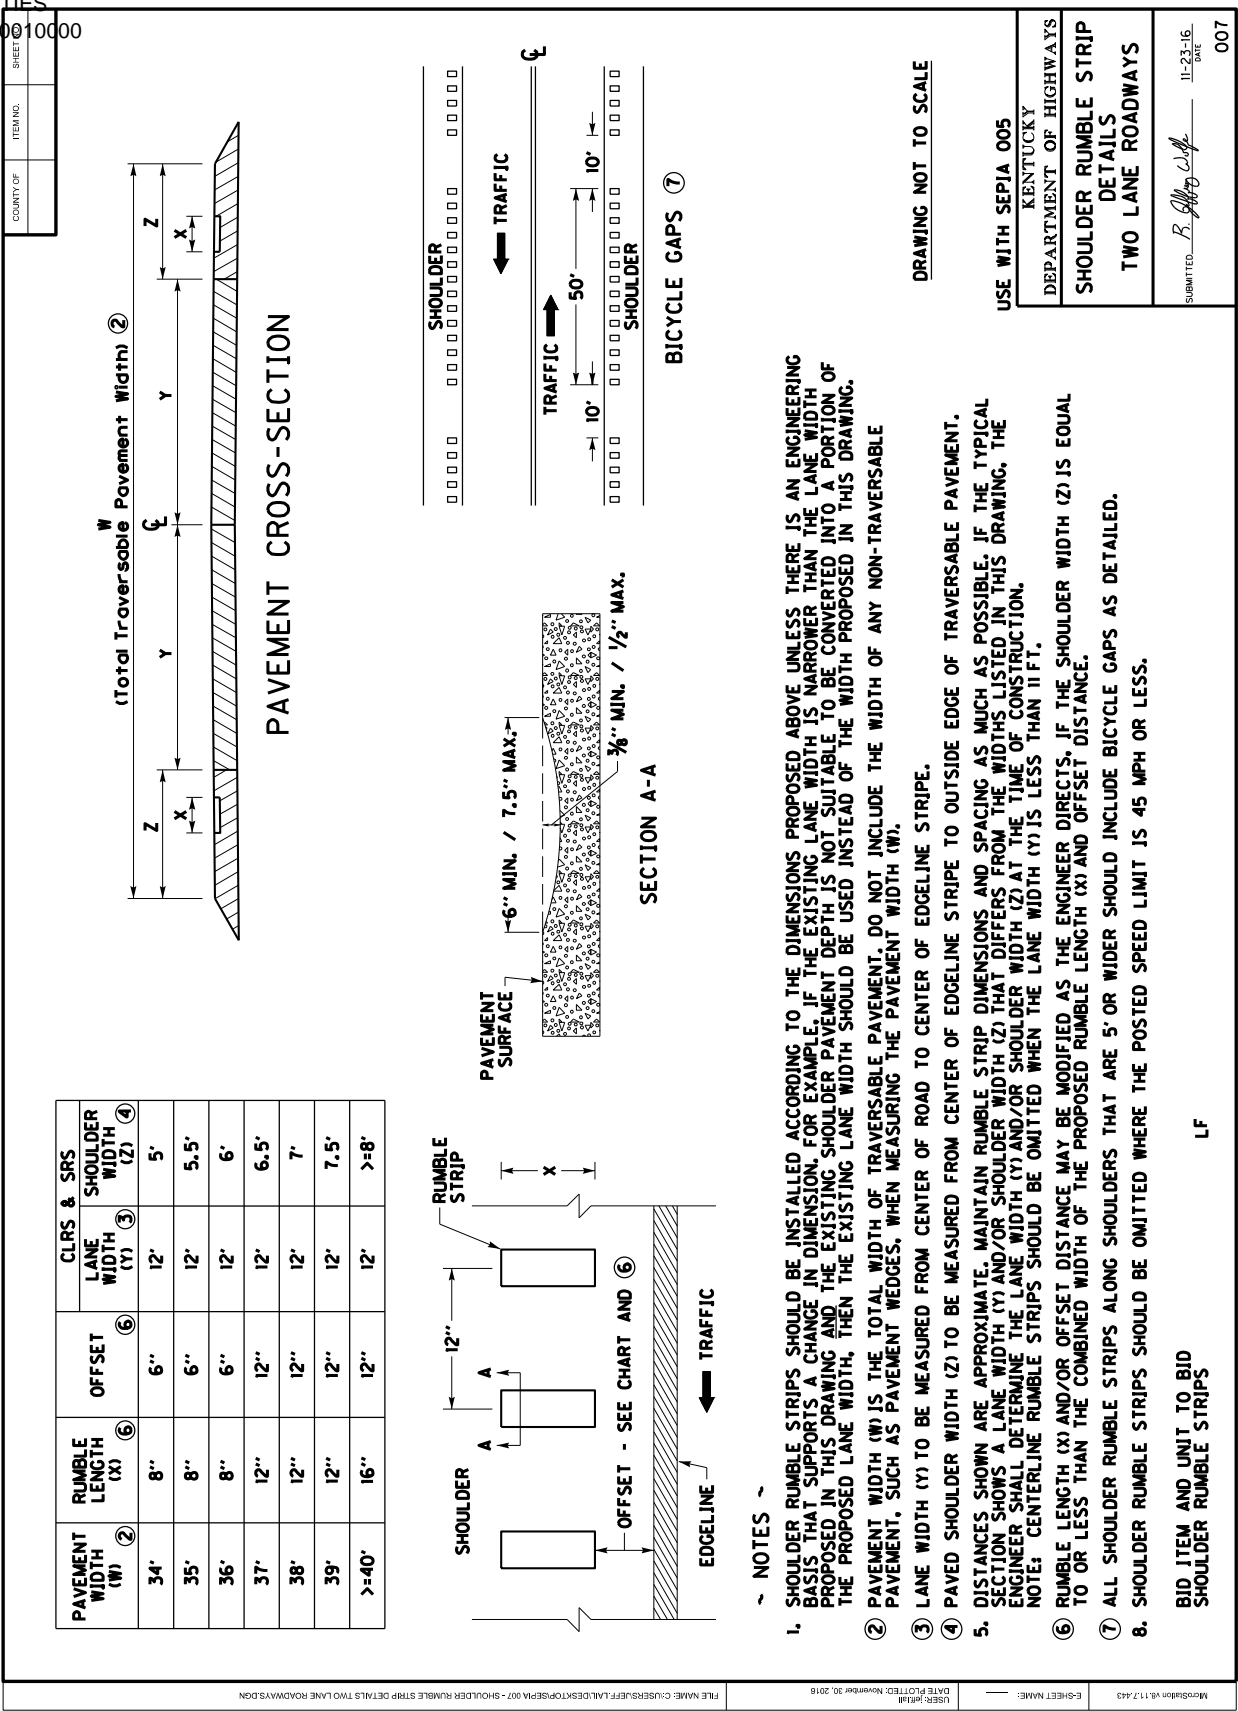 TIES
0010000
COUNTY OF
ITEM NO.
PAVEMENT WIDTH (W) ②
RUMBLE LENGTH (X) ⑥
OFFSET ⑥
CLRS & SRS
LANE WIDTH (Y) ③
SHOULDER WIDTH (Z) ④
34' 8'' 6'' 12' 5'
35' 8'' 6'' 12' 5.5'
36' 8'' 6'' 12' 6'
37' 12'' 12'' 12' 6.5'
38' 12'' 12'' 12' 7'
39' 12'' 12'' 12' 7.5'
>=40' 16'' 12'' 12' >=8'
W
(Total Traversable Pavement Width) ②
Z
Y
Y
Z
X
X
PAVEMENT CROSS-SECTION
SHOULDER
A
A
12''
RUMBLE
STRIP
X
OFFSET - SEE CHART AND ⑥
EDGELINE
TRAFFIC
PAVEMENT
SURFACE
6'' MIN. / 7.5'' MAX.
3/8'' MIN. / 1/2'' MAX.
SECTION A-A
SHOULDER
TRAFFIC
TRAFFIC
10'
50'
10'
SHOULDER
BICYCLE GAPS ⑦
~ NOTES ~
1. SHOULDER RUMBLE STRIPS SHOULD BE INSTALLED ACCORDING TO THE DIMENSIONS PROPOSED ABOVE UNLESS THERE IS AN ENGINEERING
BASIS THAT SUPPORTS A CHANGE IN DIMENSION. FOR EXAMPLE, IF THE EXISTING LANE WIDTH IS NARROWER THAN THE LANE WIDTH
PROPOSED IN THIS DRAWING AND THE EXISTING SHOULDER PAVEMENT DEPTH IS NOT SUITABLE TO BE CONVERTED INTO A PORTION OF
THE PROPOSED LANE WIDTH, THEN THE EXISTING LANE WIDTH SHOULD BE USED INSTEAD OF THE WIDTH PROPOSED IN THIS DRAWING.
② PAVEMENT WIDTH (W) IS THE TOTAL WIDTH OF TRAVERSABLE PAVEMENT. DO NOT INCLUDE THE WIDTH OF ANY NON-TRAVERSABLE
PAVEMENT, SUCH AS PAVEMENT WEDGES, WHEN MEASURING THE PAVEMENT WIDTH (W).
③ LANE WIDTH (Y) TO BE MEASURED FROM CENTER OF ROAD TO CENTER OF EDGELINE STRIPE.
④ PAVED SHOULDER WIDTH (Z) TO BE MEASURED FROM CENTER OF EDGELINE STRIPE TO OUTSIDE EDGE OF TRAVERSABLE PAVEMENT.
5. DISTANCES SHOWN ARE APPROXIMATE. MAINTAIN RUMBLE STRIP DIMENSIONS AND SPACING AS MUCH AS POSSIBLE. IF THE TYPICAL
SECTION SHOWS A LANE WIDTH (Y) AND/OR SHOULDER WIDTH (Z) THAT DIFFERS FROM THE WIDTHS LISTED IN THIS DRAWING, THE
ENGINEER SHALL DETERMINE THE LANE WIDTH (Y) AND/OR SHOULDER WIDTH (Z) AT THE TIME OF CONSTRUCTION.
NOTE: CENTERLINE RUMBLE STRIPS SHOULD BE OMITTED WHEN THE LANE WIDTH (Y) IS LESS THAN 11 FT.
⑥ RUMBLE LENGTH (X) AND/OR OFFSET DISTANCE MAY BE MODIFIED AS THE ENGINEER DIRECTS, IF THE SHOULDER WIDTH (Z) IS EQUAL
TO OR LESS THAN THE COMBINED WIDTH OF THE PROPOSED RUMBLE LENGTH (X) AND OFFSET DISTANCE.
⑦ ALL SHOULDER RUMBLE STRIPS ALONG SHOULDERS THAT ARE 5' OR WIDER SHOULD INCLUDE BICYCLE GAPS AS DETAILED.
8. SHOULDER RUMBLE STRIPS SHOULD BE OMITTED WHERE THE POSTED SPEED LIMIT IS 45 MPH OR LESS.
BID ITEM AND UNIT TO BID
SHOULDER RUMBLE STRIPS LF
DRAWING NOT TO SCALE
USE WITH SEPIA 005
KENTUCKY
DEPARTMENT OF HIGHWAYS
SHOULDER RUMBLE STRIP
DETAILS
TWO LANE ROADWAYS
SUBMITTED R. Wolfe 11-23-16
DATE
007
MicroStation v8.11.7.443
E-SHEET NAME:
USER: jeff.lail
DATE PLOTTED: November 30, 2016
FILE NAME: C:\USERS\JEFF.LAIL\DESKTOP\SEPIA 007 - SHOULDER RUMBLE STRIP DETAILS TWO LANE ROADWAYS.DGN